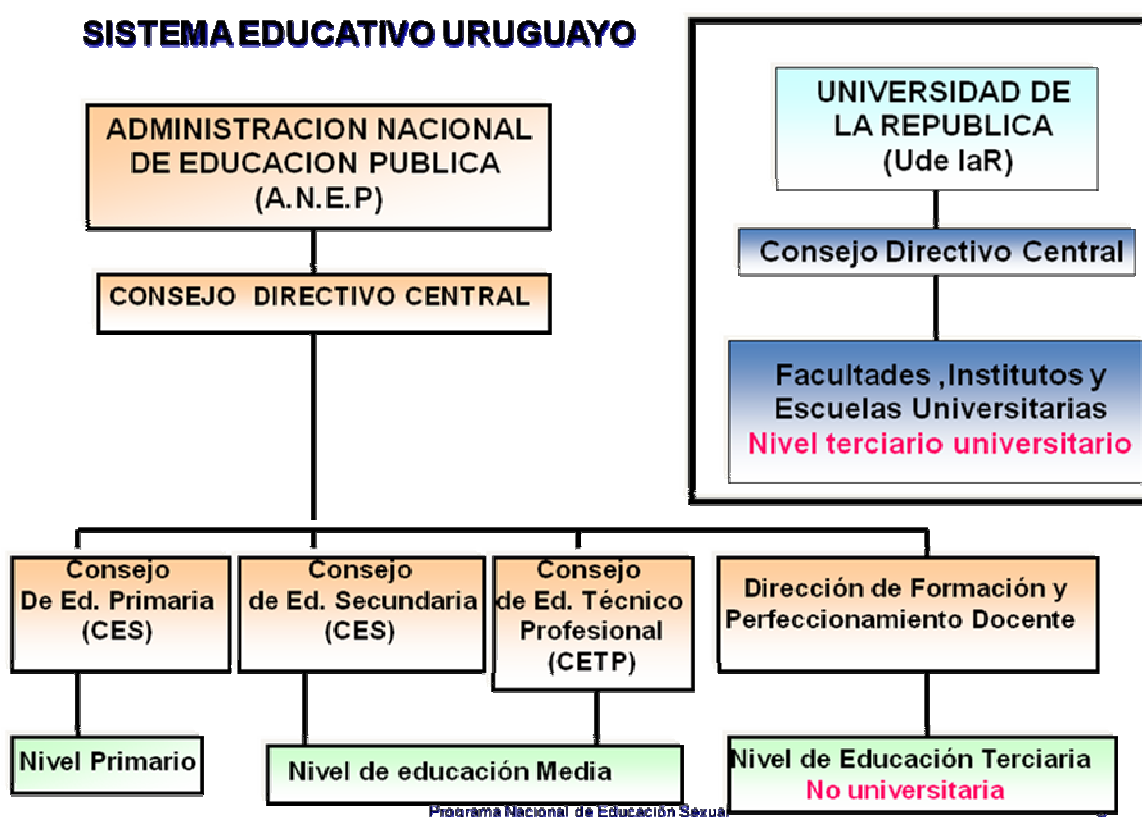 SISTEMA EDUCATIVO URUGUAYO
ADMINISTRACION NACIONAL
DE EDUCACION PUBLICA
(A.N.E.P)
CONSEJO DIRECTIVO CENTRAL
UNIVERSIDAD DE
LA REPUBLICA
(Ude laR)
Consejo Directivo Central
Facultades ,Institutos y
Escuelas Universitarias
Nivel terciario universitario
Consejo
De Ed. Primaria
(CES)
Consejo
de Ed. Secundaria
(CES)
Consejo
de Ed. Técnico
Profesional
(CETP)
Dirección de Formación y
Perfeccionamiento Docente
Nivel Primario
Nivel de educación Media
Nivel de Educación Terciaria
No universitaria
Programa Nacional de Educación Sexual